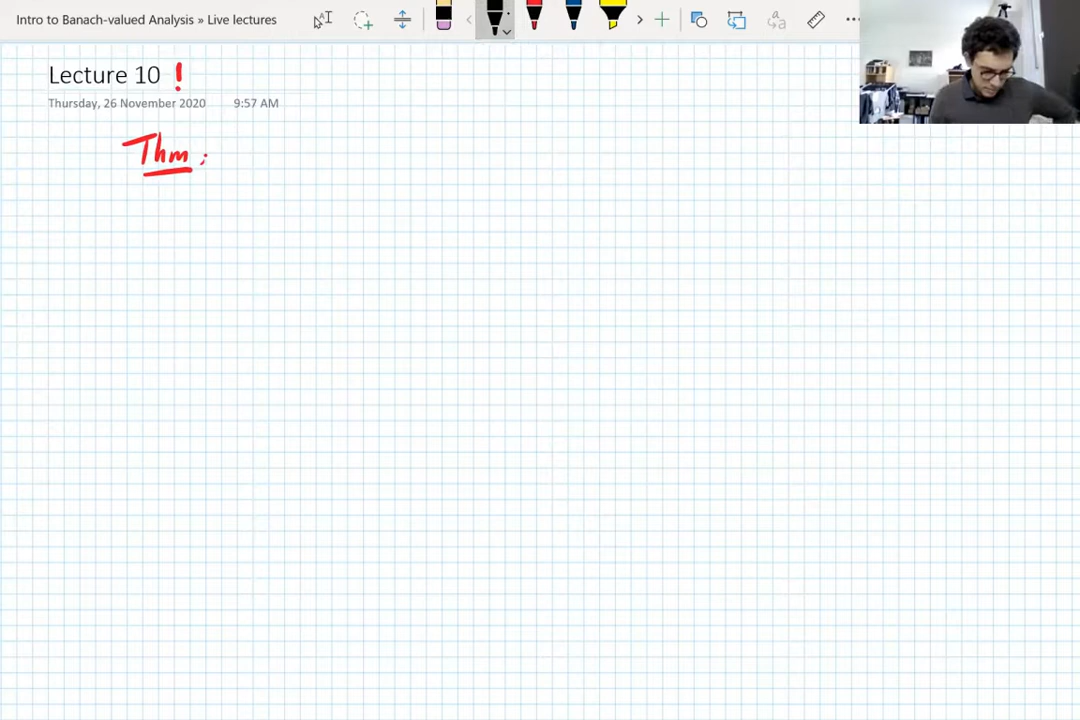 Intro to Banach-valued Analysis » Live lectures
Lecture 10 !
Thursday, 26 November 2020 9:57 AM
Thm :